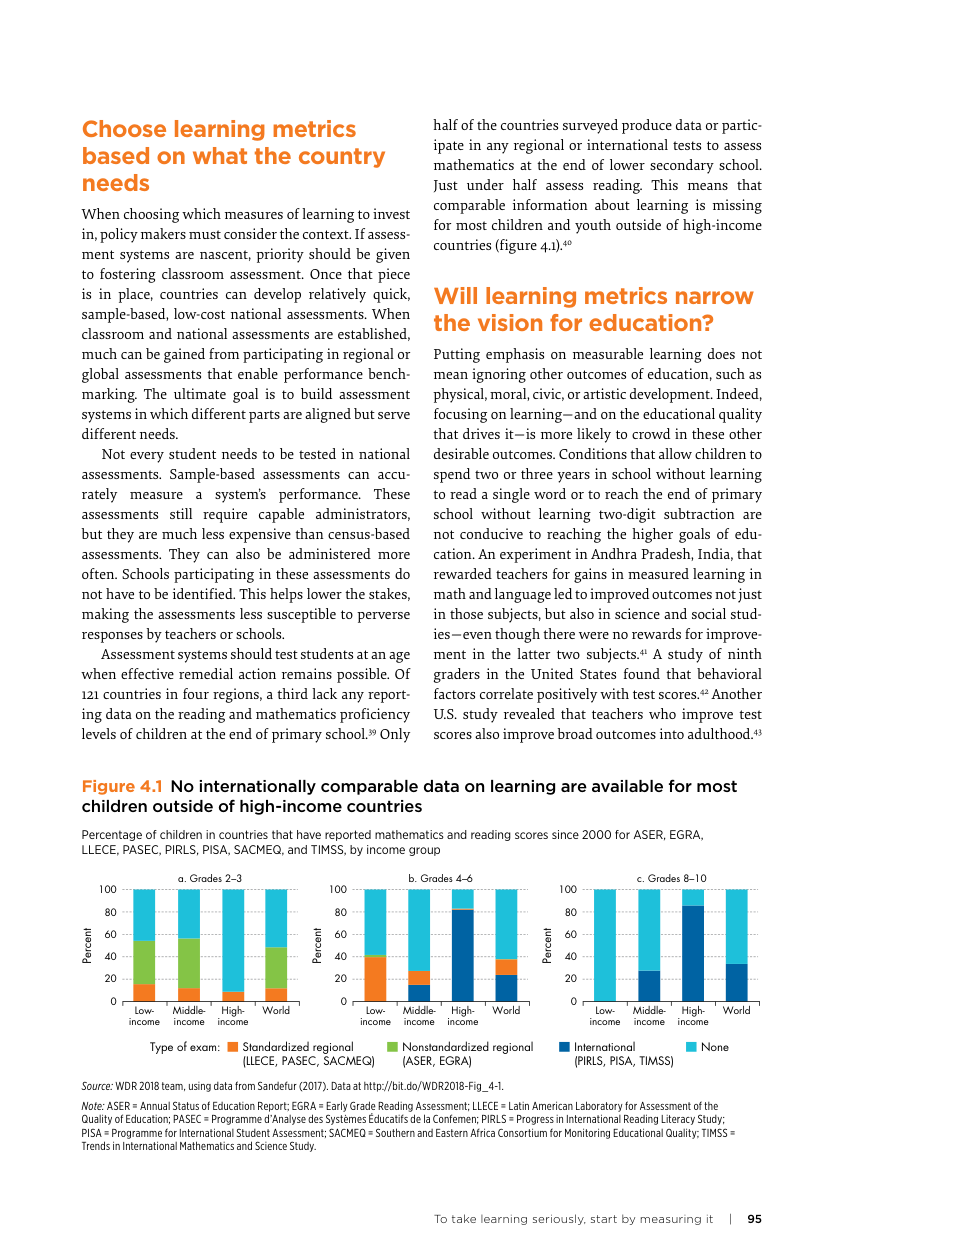 Choose learning metrics
based on what the country
needs
When choosing which measures of learning to invest
in, policy makers must consider the context. If assess-
ment systems are nascent, priority should be given
to fostering classroom assessment. Once that piece
is in place, countries can develop relatively quick,
sample-based, low-cost national assessments. When
classroom and national assessments are established,
much can be gained from participating in regional or
global assessments that enable performance bench-
marking. The ultimate goal is to build assessment
systems in which different parts are aligned but serve
different needs.
Not every student needs to be tested in national
assessments. Sample-based assessments can accu-
rately measure a system's performance. These
assessments still require capable administrators,
but they are much less expensive than census-based
assessments. They can also be administered more
often. Schools participating in these assessments do
not have to be identified. This helps lower the stakes,
making the assessments less susceptible to perverse
responses by teachers or schools.
Assessment systems should test students at an age
when effective remedial action remains possible. Of
121 countries in four regions, a third lack any report-
ing data on the reading and mathematics proficiency
levels of children at the end of primary school.³⁹ Only
half of the countries surveyed produce data or partic-
ipate in any regional or international tests to assess
mathematics at the end of lower secondary school.
Just under half assess reading. This means that
comparable information about learning is missing
for most children and youth outside of high-income
countries (figure 4.1).⁴⁰
Will learning metrics narrow
the vision for education?
Putting emphasis on measurable learning does not
mean ignoring other outcomes of education, such as
physical, moral, civic, or artistic development. Indeed,
focusing on learning—and on the educational quality
that drives it—is more likely to crowd in these other
desirable outcomes. Conditions that allow children to
spend two or three years in school without learning
to read a single word or to reach the end of primary
school without learning two-digit subtraction are
not conducive to reaching the higher goals of edu-
cation. An experiment in Andhra Pradesh, India, that
rewarded teachers for gains in measured learning in
math and language led to improved outcomes not just
in those subjects, but also in science and social stud-
ies—even though there were no rewards for improve-
ment in the latter two subjects.⁴¹ A study of ninth
graders in the United States found that behavioral
factors correlate positively with test scores.⁴² Another
U.S. study revealed that teachers who improve test
scores also improve broad outcomes into adulthood.⁴³
Figure 4.1 No internationally comparable data on learning are available for most
children outside of high-income countries
Percentage of children in countries that have reported mathematics and reading scores since 2000 for ASER, EGRA,
LLECE, PASEC, PIRLS, PISA, SACMEQ, and TIMSS, by income group
a. Grades 2–3
Percent
100
80
60
40
20
0
Low-
income
Middle-
income
High-
income
World
b. Grades 4–6
Percent
100
80
60
40
20
0
Low-
income
Middle-
income
High-
income
World
c. Grades 8–10
Percent
100
80
60
40
20
0
Low-
income
Middle-
income
High-
income
World
Type of exam: Standardized regional Nonstandardized regional International None
(LLECE, PASEC, SACMEQ) (ASER, EGRA) (PIRLS, PISA, TIMSS)
Source: WDR 2018 team, using data from Sandefur (2017). Data at http://bit.do/WDR2018-Fig_4-1.
Note: ASER = Annual Status of Education Report; EGRA = Early Grade Reading Assessment; LLECE = Latin American Laboratory for Assessment of the
Quality of Education; PASEC = Programme d'Analyse des Systèmes Éducatifs de la Confemen; PIRLS = Progress in International Reading Literacy Study;
PISA = Programme for International Student Assessment; SACMEQ = Southern and Eastern Africa Consortium for Monitoring Educational Quality; TIMSS =
Trends in International Mathematics and Science Study.
To take learning seriously, start by measuring it | 95